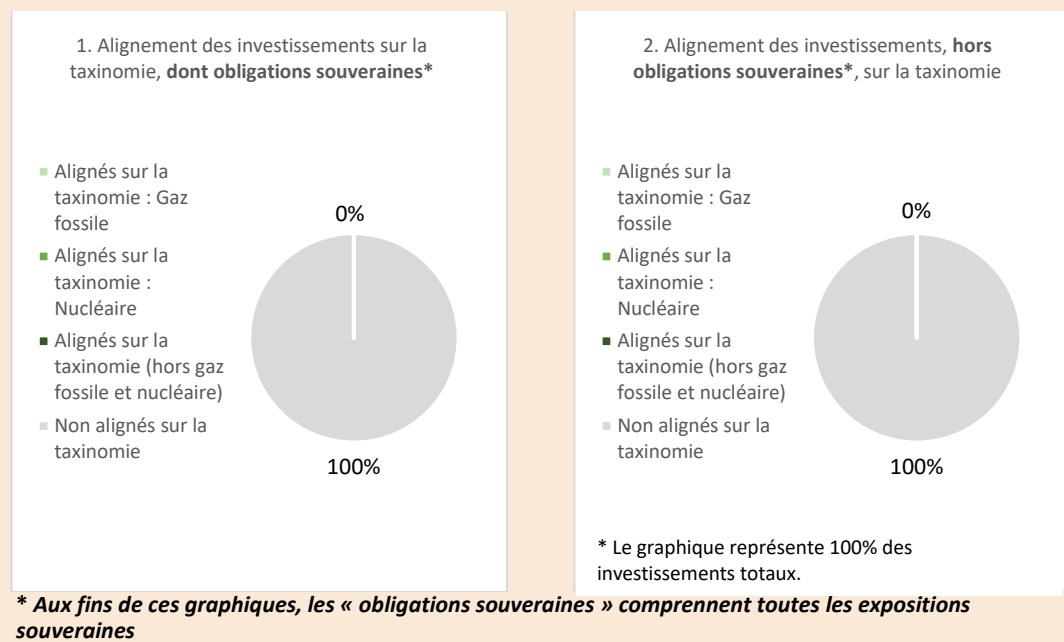 1. Alignement des investissements sur la
taxinomie, dont obligations souveraines*
Alignés sur la
taxinomie : Gaz
fossile
Alignés sur la
taxinomie :
Nucléaire
Alignés sur la
taxinomie (hors gaz
fossile et nucléaire)
Non alignés sur la
taxinomie
0%
100%
2. Alignement des investissements, hors
obligations souveraines*, sur la taxinomie
Alignés sur la
taxinomie : Gaz
fossile
Alignés sur la
taxinomie :
Nucléaire
Alignés sur la
taxinomie (hors gaz
fossile et nucléaire)
Non alignés sur la
taxinomie
0%
100%
* Le graphique représente 100% des
investissements totaux.
* Aux fins de ces graphiques, les « obligations souveraines » comprennent toutes les expositions
souveraines